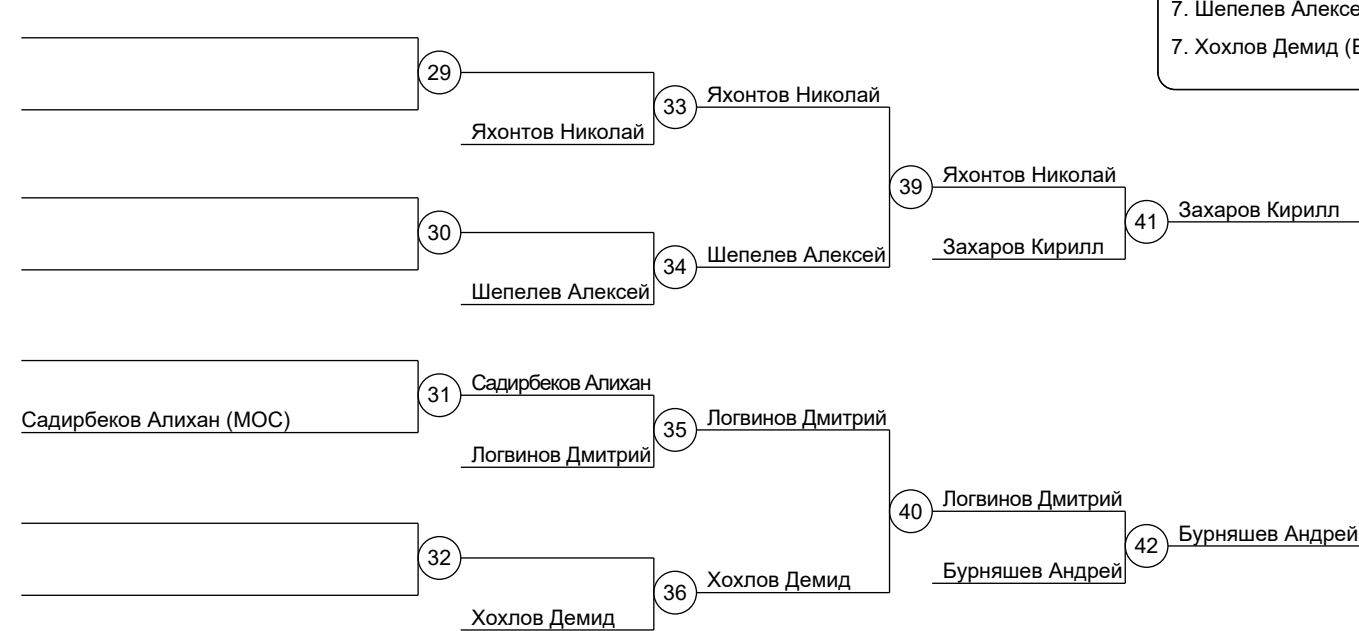 7. Шепелев Алексе
7. Хохлов Демид (
29
33
Яхонтов Николай
Яхонтов Николай
39
Яхонтов Николай
41
Захаров Кирилл
Захаров Кирилл
30
34
Шепелев Алексей
Шепелев Алексей
31
Садирбеков Алихан
Садирбеков Алихан (МОС)
35
Логвинов Дмитрий
Логвинов Дмитрий
40
Логвинов Дмитрий
42
Бурняшев Андрей
Бурняшев Андрей
32
36
Хохлов Демид
Хохлов Демид